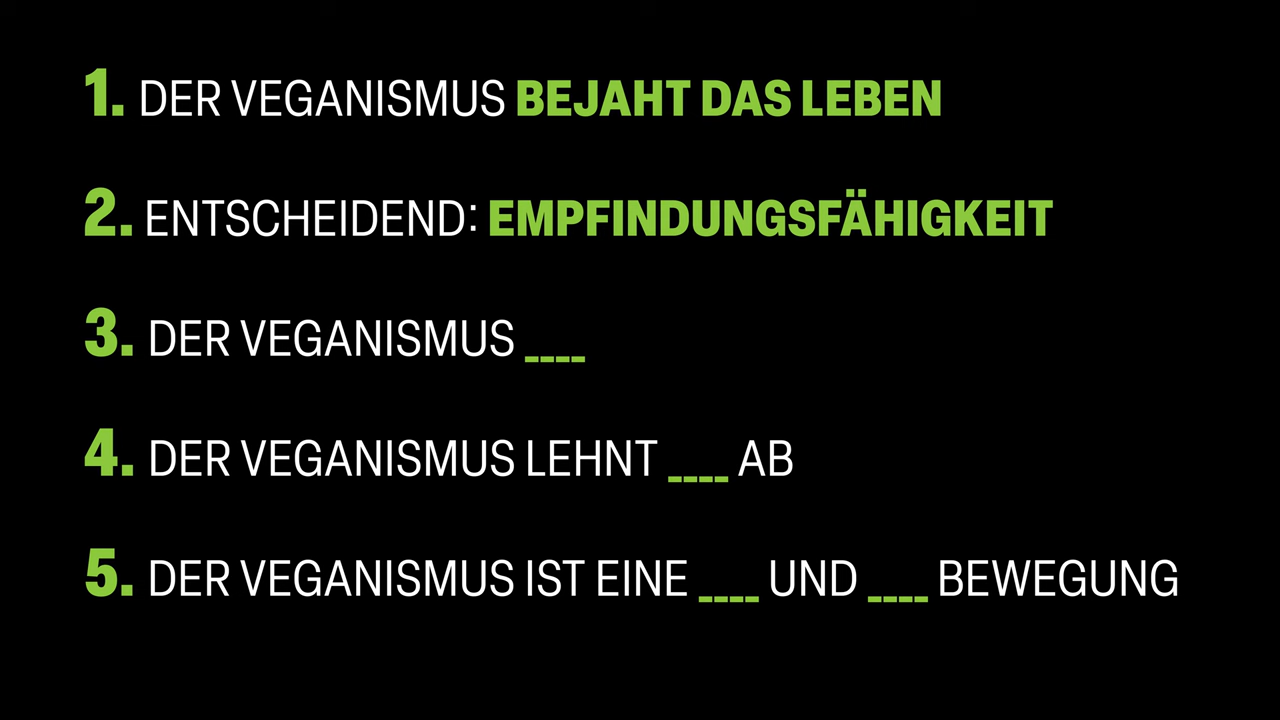 1. DER VEGANISMUS BEJAHT DAS LEBEN
2. ENTSCHEIDEND: EMPFINDUNGSFÄHIGKEIT
3. DER VEGANISMUS ____
4. DER VEGANISMUS LEHNT ____ AB
5. DER VEGANISMUS IST EINE ____ UND ____ BEWEGUNG